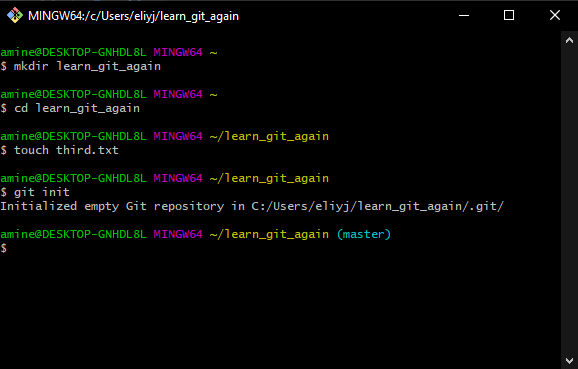 MINGW64:/c/Users/eliyj/learn_git_again
amine@DESKTOP-GNHDL8L MINGW64 ~
$ mkdir learn_git_again
amine@DESKTOP-GNHDL8L MINGW64 ~
$ cd learn_git_again
amine@DESKTOP-GNHDL8L MINGW64 ~/learn_git_again
$ touch third.txt
amine@DESKTOP-GNHDL8L MINGW64 ~/learn_git_again
$ git init
Initialized empty Git repository in C:/Users/eliyj/learn_git_again/.git/
amine@DESKTOP-GNHDL8L MINGW64 ~/learn_git_again (master)
$